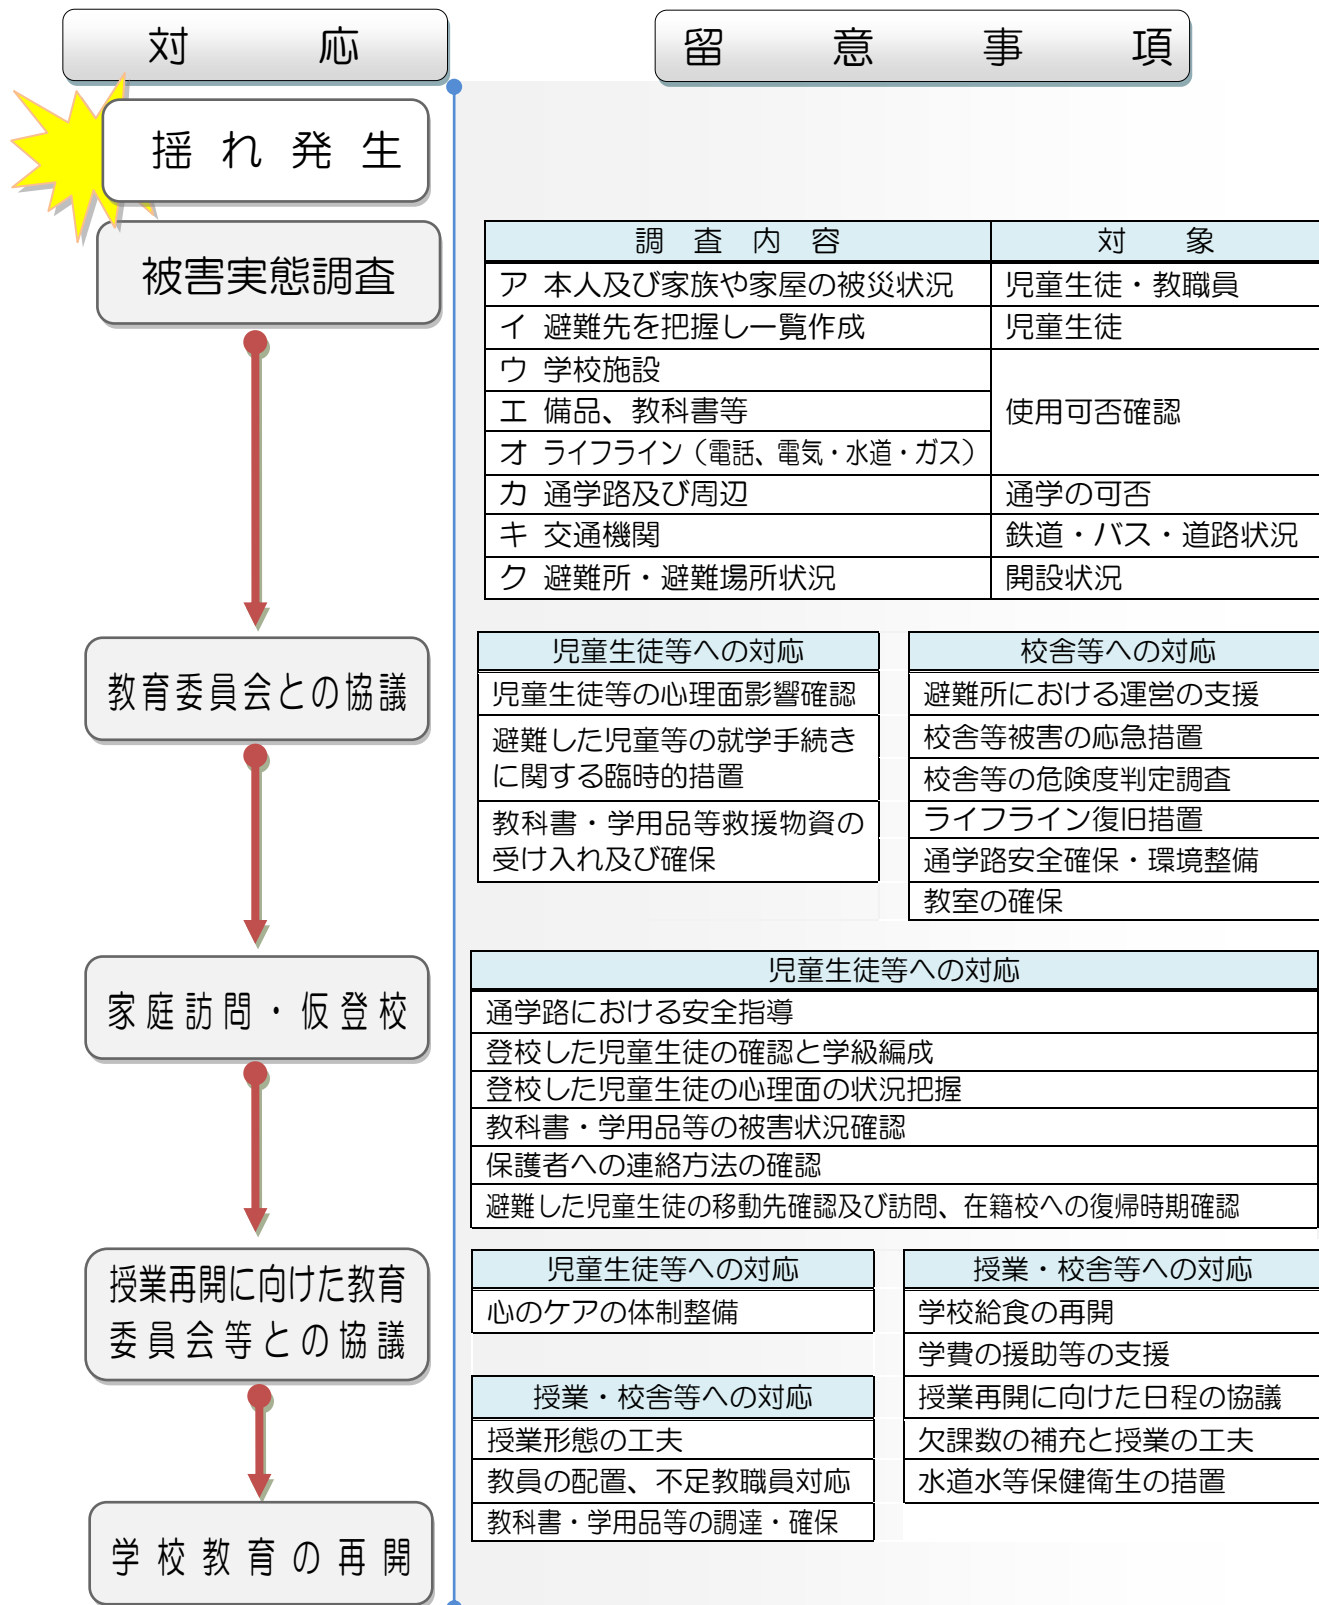 対応
留意事項
揺れ発生
被害実態調査
調査内容 対象
ア 本人及び家族や家屋の被災状況 児童生徒・教職員
イ 避難先を把握し一覧作成 児童生徒
ウ 学校施設
エ 備品、教科書等 使用可否確認
オ ライフライン（電話、電気・水道・ガス）
カ 通学路及び周辺 通学の可否
キ 交通機関 鉄道・バス・道路状況
ク 避難所・避難場所状況 開設状況
教育委員会との協議
児童生徒等への対応
児童生徒等の心理面影響確認
避難した児童等の就学手続き
に関する臨時的措置
教科書・学用品等救援物資の
受け入れ及び確保
校舎等への対応
避難所における運営の支援
校舎等被害の応急措置
校舎等の危険度判定調査
ライフライン復旧措置
通学路安全確保・環境整備
教室の確保
家庭訪問・仮登校
児童生徒等への対応
通学路における安全指導
登校した児童生徒の確認と学級編成
登校した児童生徒の心理面の状況把握
教科書・学用品等の被害状況確認
保護者への連絡方法の確認
避難した児童生徒の移動先確認及び訪問、在籍校への復帰時期確認
授業再開に向けた教育
委員会等との協議
児童生徒等への対応
心のケアの体制整備
授業・校舎等への対応
授業形態の工夫
教員の配置、不足教職員対応
教科書・学用品等の調達・確保
授業・校舎等への対応
学校給食の再開
学費の援助等の支援
授業再開に向けた日程の協議
欠課数の補充と授業の工夫
水道水等保健衛生の措置
学校教育の再開